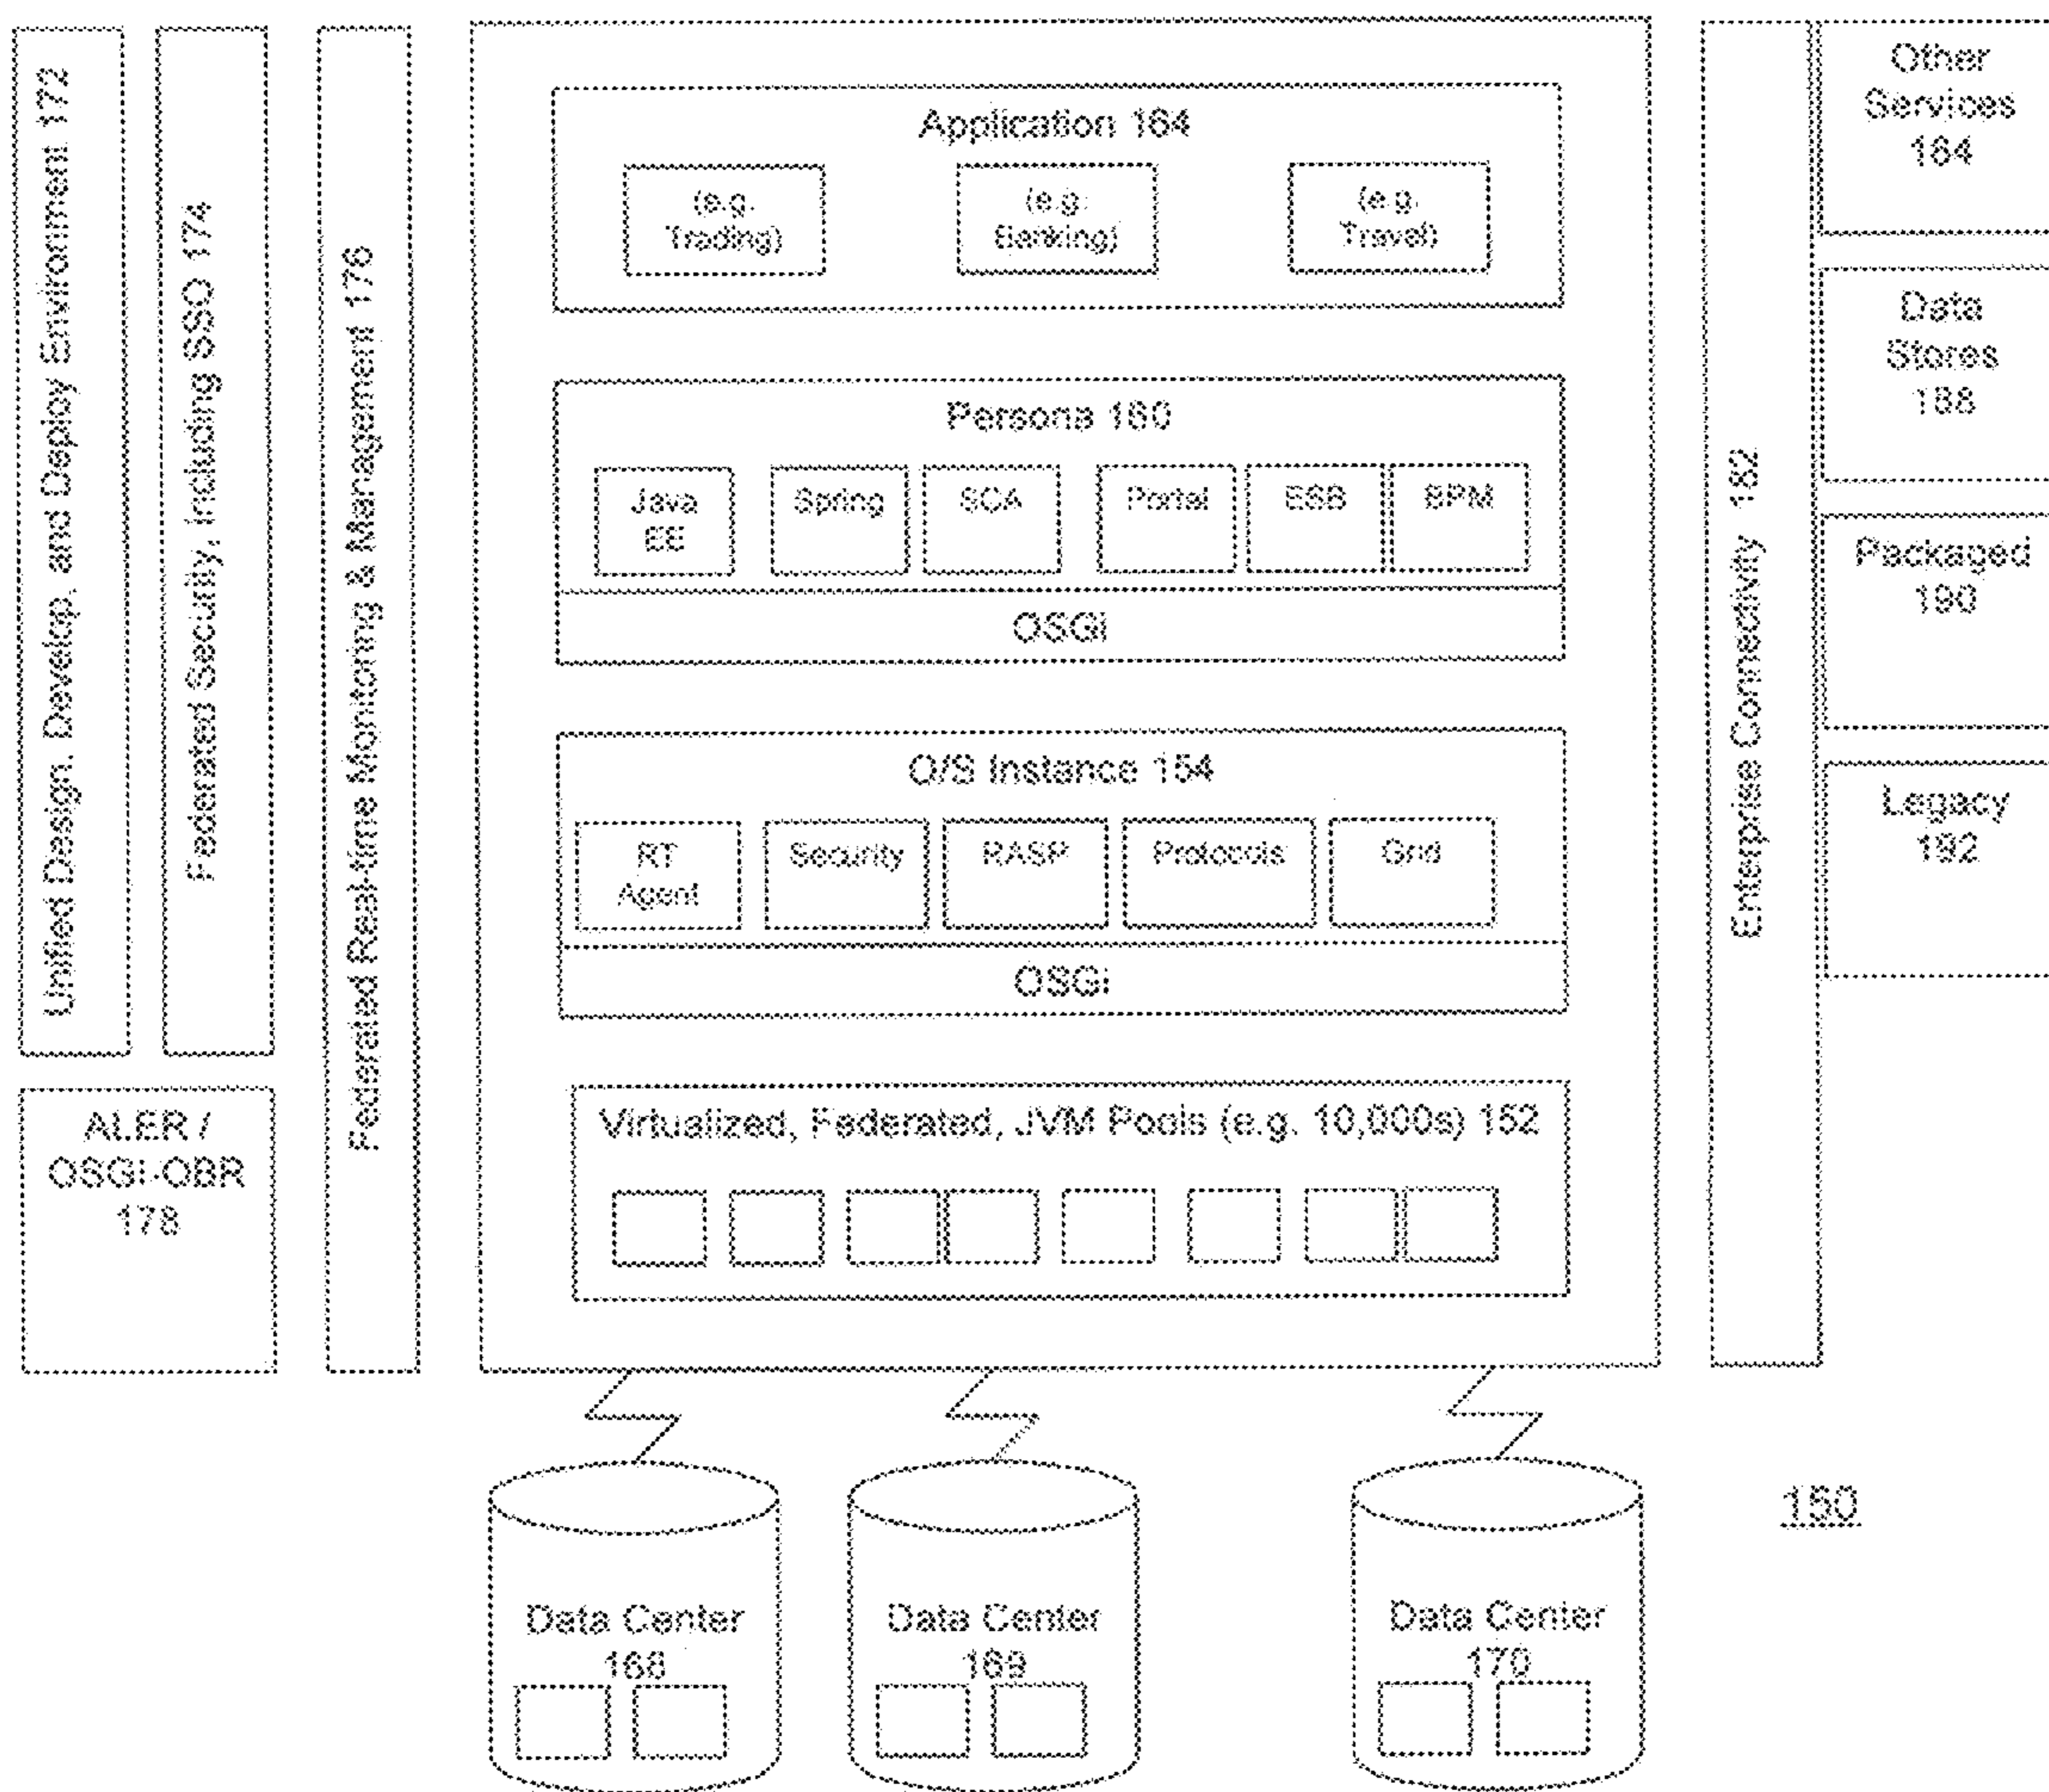 Unified Design, Develop, and Deploy Environment 172
Federated Security, Including SSO 174
ALER /
OSGI-OBR
178
Federated Real-time Monitoring & Management 176
Application 164
(e.g.
Trading)
(e.g.
Banking)
(e.g.
Travel)
Persona 160
Java
EE
Spring
SCA
Portal
ESB
BPM
OSGi
O/S Instance 154
RT
Agent
Security
RASP
Protocols
Grid
OSGi
Virtualized, Federated, JVM Pools (e.g. 10,000s) 152
Enterprise Connectivity 182
Other
Services
184
Data
Stores
188
Packaged
190
Legacy
192
Data Center
168
Data Center
169
Data Center
170
150